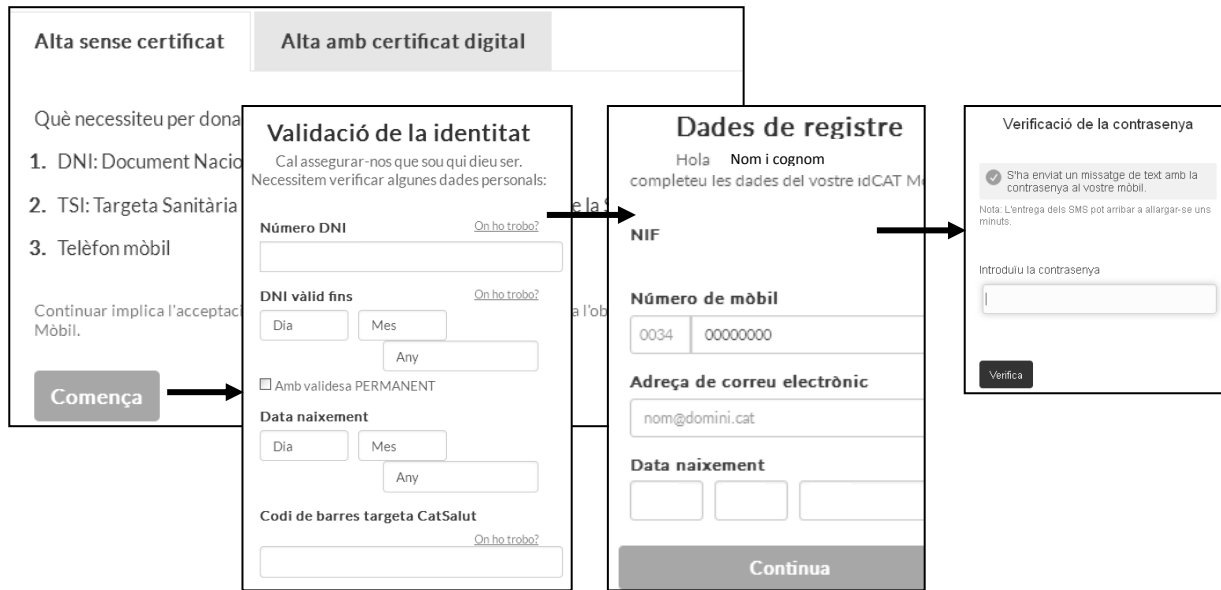 Alta sense certificat
Alta amb certificat digital
Què necessiteu per dona
1. DNI: Document Nacio
2. TSI: Targeta Sanitària
e la S
3. Telèfon mòbil
Continuar implica l'acceptaci
a l'ob
Mòbil.
Comença
Validació de la identitat
Cal assegurar-nos que sou qui dieu ser.
Necessitem verificar algunes dades personals:
Número DNI
On ho trobo?
DNI vàlid fins
On ho trobo?
Dia
Mes
Any
Amb validesa PERMANENT
Data naixement
Dia
Mes
Any
Codi de barres targeta CatSalut
On ho trobo?
Dades de registre
Hola Nom i cognom
completeu les dades del vostre idCAT M
NIF
Número de mòbil
0034
00000000
Adreça de correu electrònic
nom@domini.cat
Data naixement
Continua
Verificació de la contrasenya
S'ha enviat un missatge de text amb la
contrasenya al vostre mòbil.
Nota: L'entrega dels SMS pot arribar a allargar-se uns
minuts.
Introduïu la contrasenya
Verifica